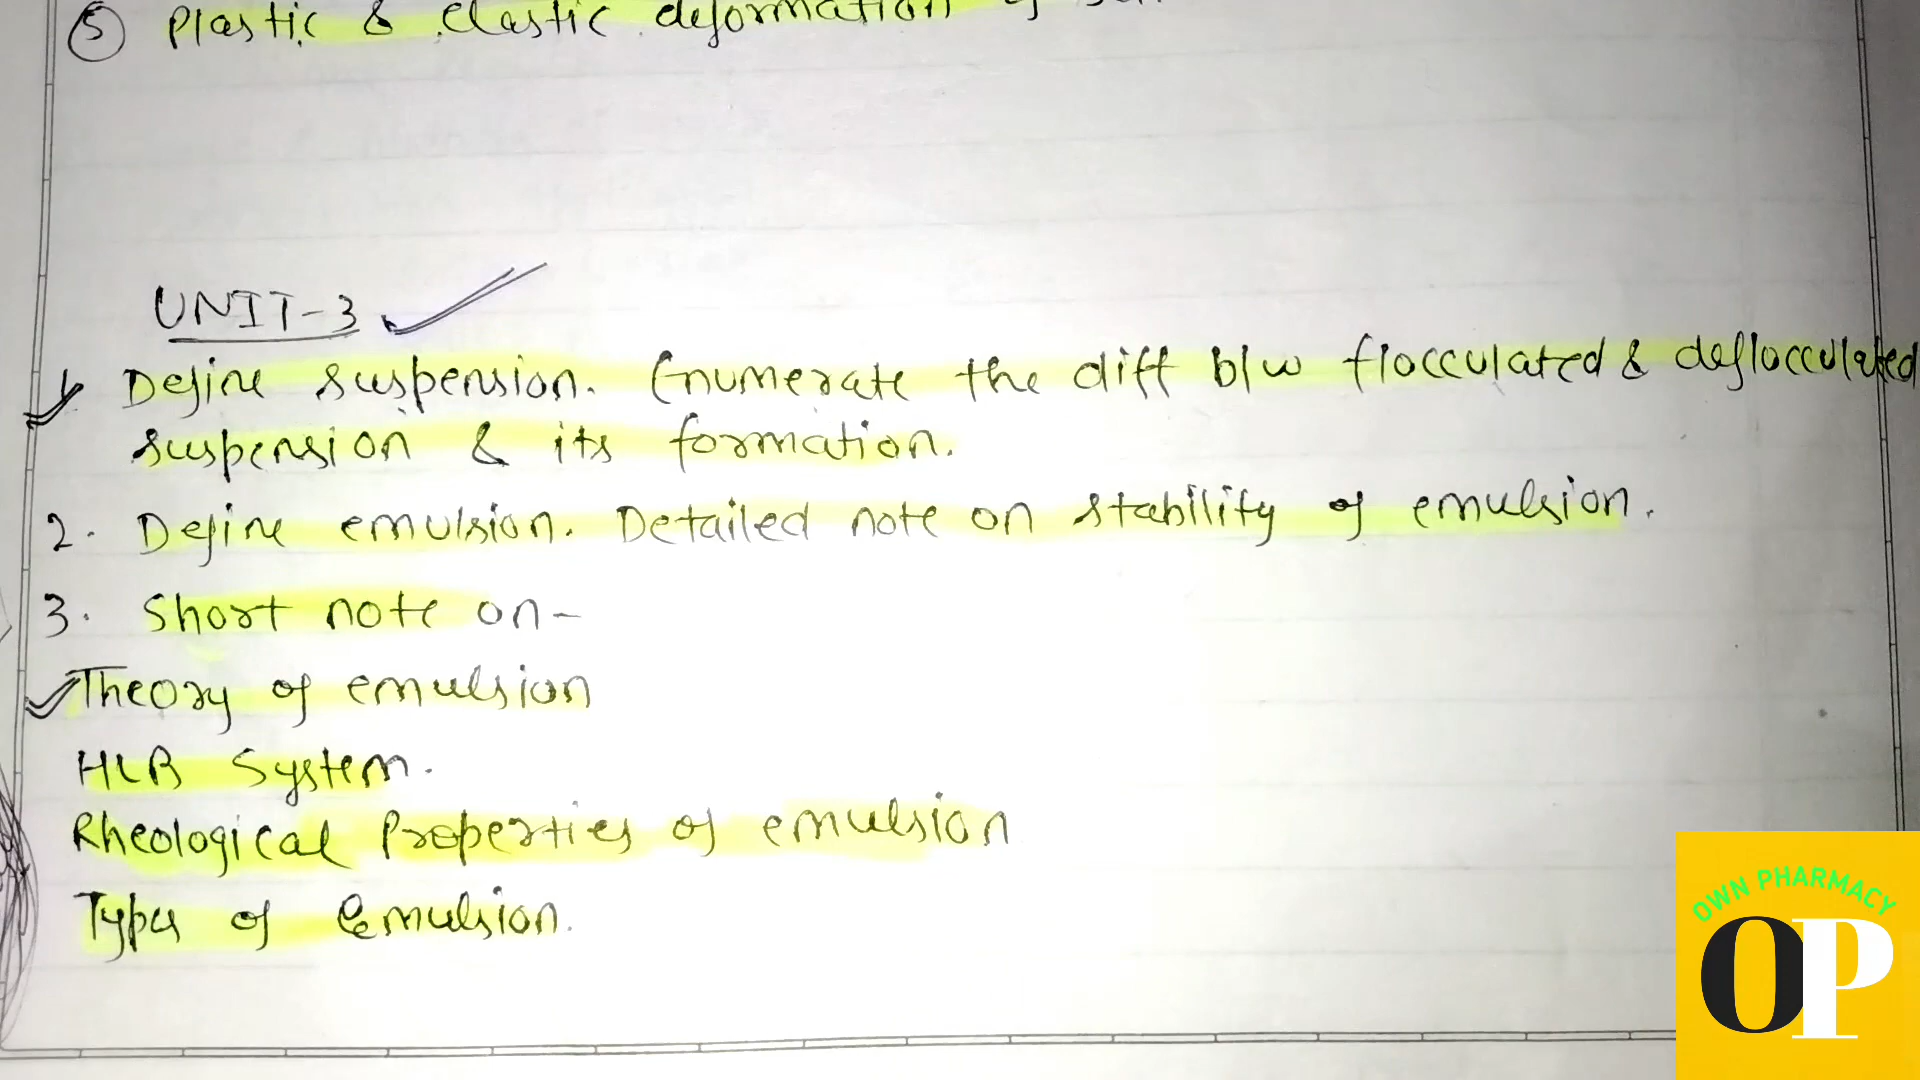 5 Plastic & Elastic deformation of
UNIT-3
1. Define suspension. Enumerate the diff b/w flocculated & deflocculated
suspension & its formation.
2. Define emulsion. Detailed note on stability of emulsion.
3. Short note on-
Theory of emulsion
HLB System.
Rheological Properties of emulsion
Types of Emulsion.
OWN PHARMACY
OP